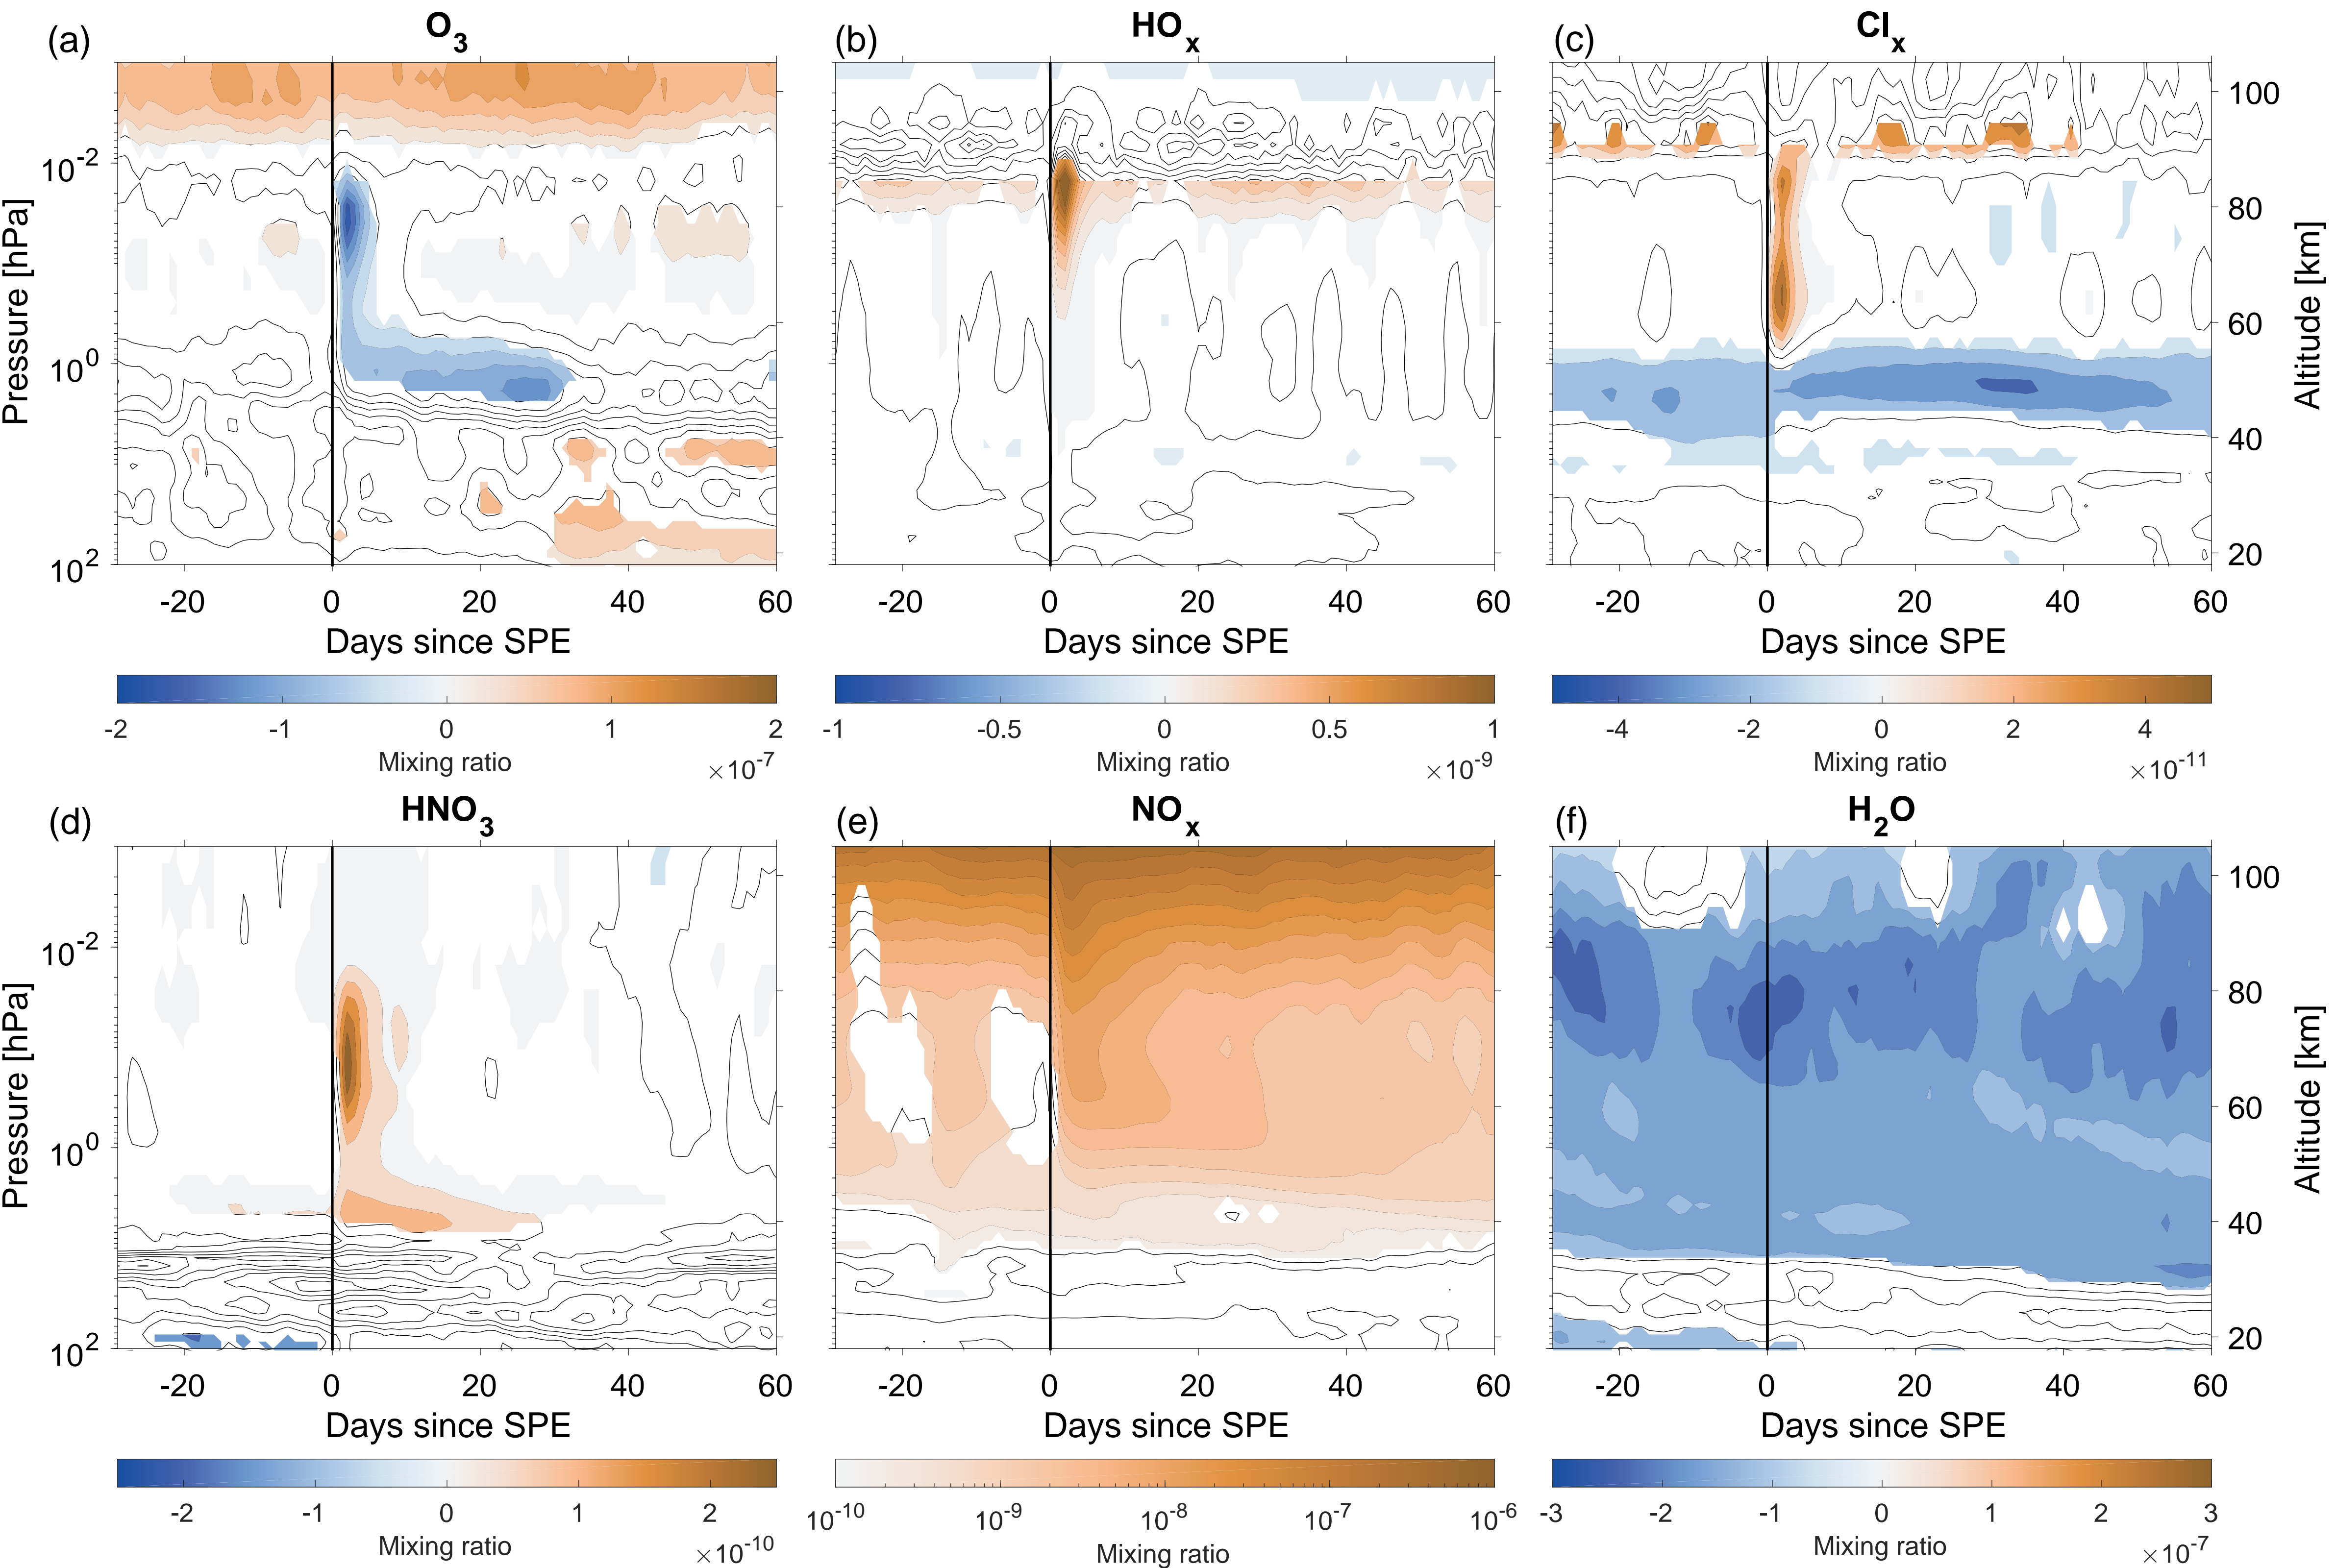 (a) O3 (b) HOx (c) Clx
Pressure [hPa]
10-2
100
102
100
80
60
40
20
Altitude [km]
-20 0 20 40 60 -20 0 20 40 60 -20 0 20 40 60
Days since SPE Days since SPE Days since SPE
-2 -1 0 1 2 -1 -0.5 0 0.5 1 -4 -2 0 2 4
Mixing ratio ×10-7 Mixing ratio ×10-9 Mixing ratio ×10-11
(d) HNO3 (e) NOx (f) H2O
Pressure [hPa]
10-2
100
102
100
80
60
40
20
Altitude [km]
-20 0 20 40 60 -20 0 20 40 60 -20 0 20 40 60
Days since SPE Days since SPE Days since SPE
-2 -1 0 1 2 10-10 10-9 10-8 10-7 10-6 -3 -2 -1 0 1 2 3
Mixing ratio ×10-10 Mixing ratio Mixing ratio ×10-7